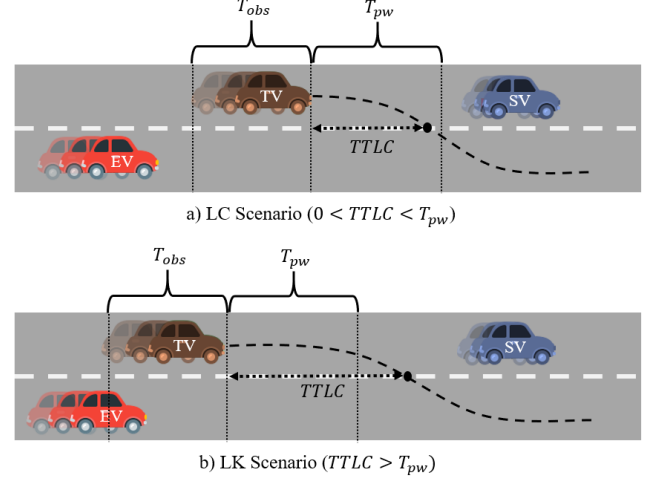 T_obs T_pw
TV SV
TTLC
EV
a) LC Scenario (0 < TTLC < T_pw)
T_obs T_pw
TV SV
TTLC
EV
b) LK Scenario (TTLC > T_pw)